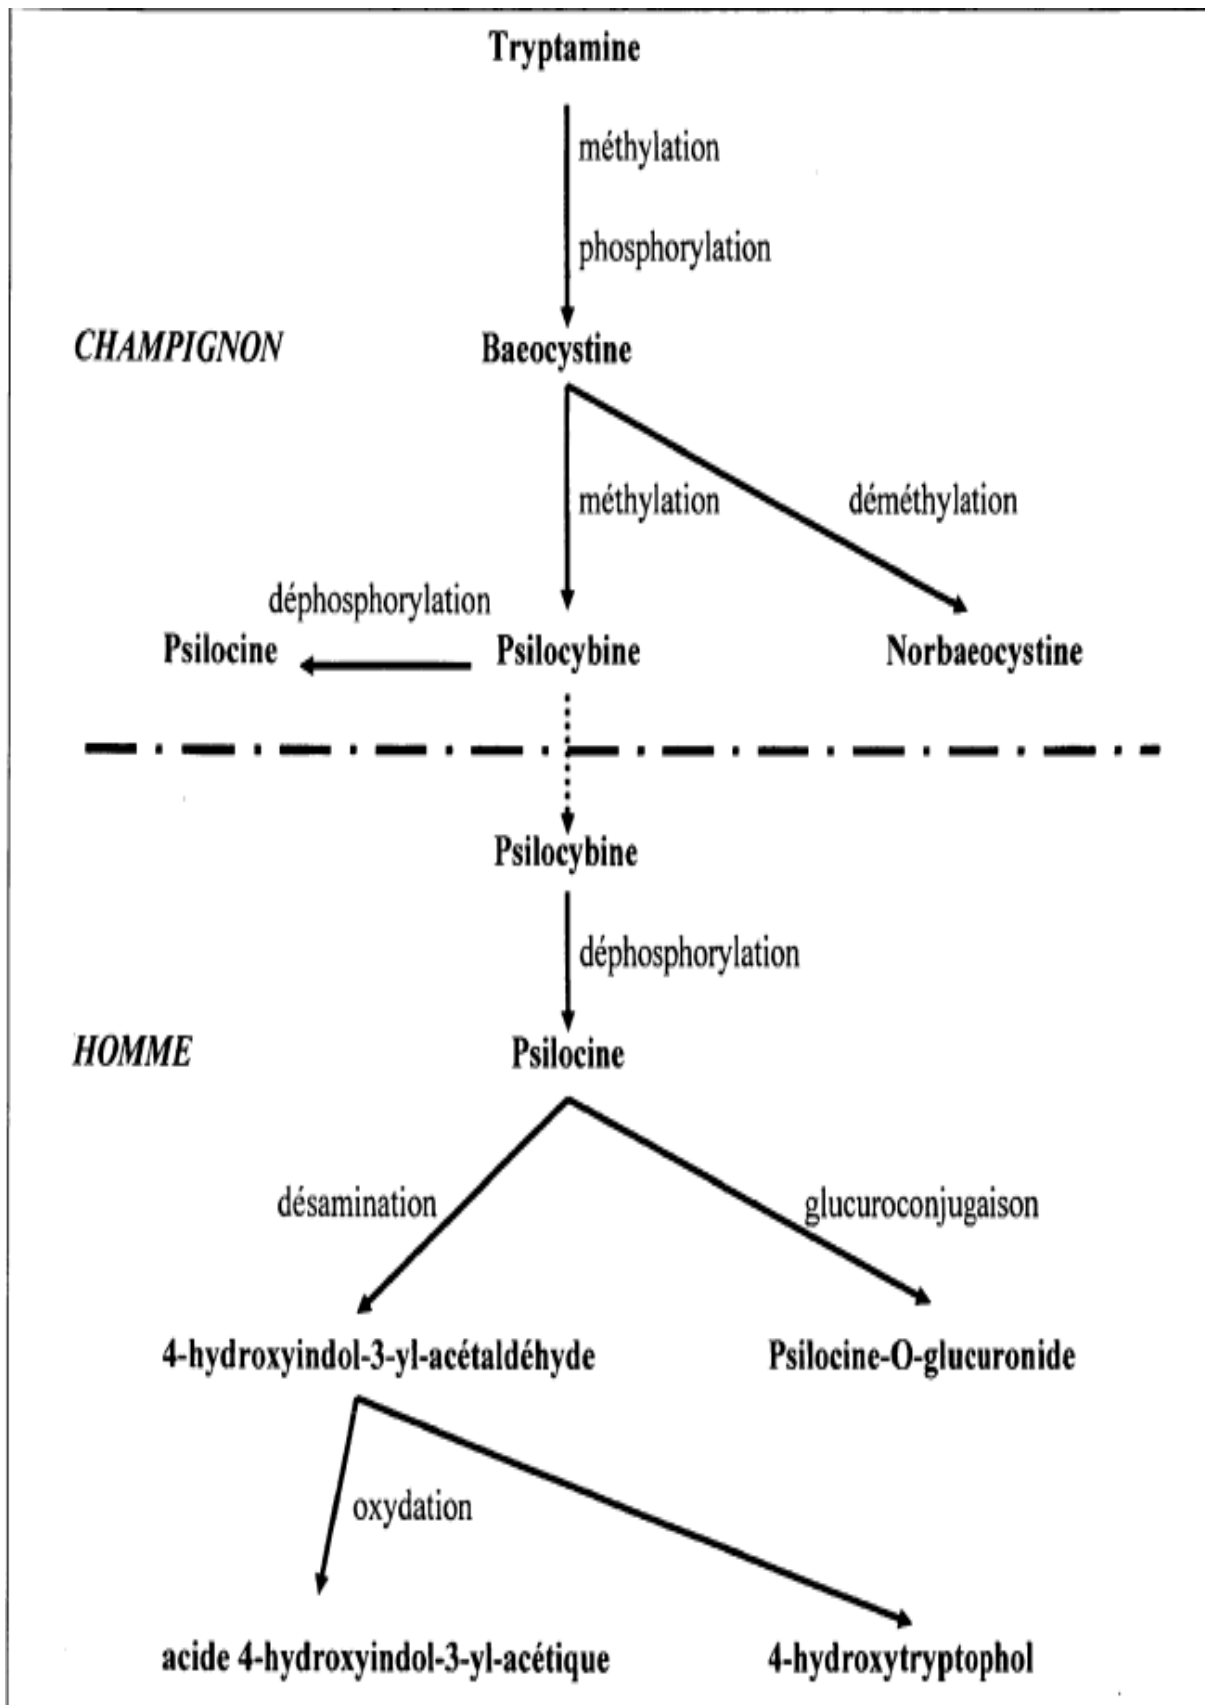 Tryptamine
méthylation
phosphorylation
CHAMPIGNON
Baeocystine
méthylation
déméthylation
déphosphorylation
Psilocine
Psilocybine
Norbaeocystine
Psilocybine
déphosphorylation
HOMME
Psilocine
désamination
glucuroconjugaison
4-hydroxyindol-3-yl-acétaldéhyde
Psilocine-O-glucuronide
oxydation
acide 4-hydroxyindol-3-yl-acétique
4-hydroxytryptophol